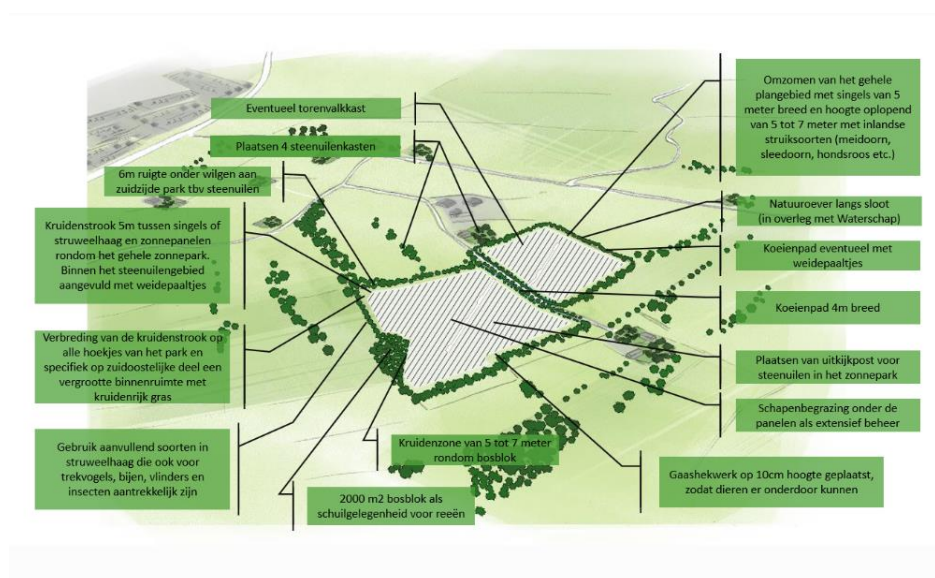 Eventueel torenvalkkast
Plaatsen 4 steenuilenkasten
6m ruigte onder wilgen aan
zuidzijde park tbv steenuilen
Kruidenstrook 5m tussen singels of
struweelhaag en zonnepanelen
rondom het gehele zonnepark.
Binnen het steenuilengebied
aangevuld met weidepaaltjes
Verbreding van de kruidenstrook op
alle hoekjes van het park en
specifiek op zuidoostelijke deel een
vergrootte binnenruimte met
kruidenrijk gras
Gebruik aanvullend soorten in
struweelhaag die ook voor
trekvogels, bijen, vlinders en
insecten aantrekkelijk zijn
Kruidenzone van 5 tot 7 meter
rondom bosblok
2000 m2 bosblok als
schuilgelegenheid voor reeën
Omzomen van het gehele
plangebied met singels van 5
meter breed en hoogte oplopend
van 5 tot 7 meter met inlandse
struiksoorten (meidoorn,
sleedoorn, hondsroos etc.)
Natuuroever langs sloot
(in overleg met Waterschap)
Koeienpad eventueel met
weidepaaltjes
Koeienpad 4m breed
Plaatsen van uitkijkpost voor
steenuilen in het zonnepark
Schapenbegrazing onder de
panelen als extensief beheer
Gaashekwerk op 10cm hoogte geplaatst,
zodat dieren er onderdoor kunnen